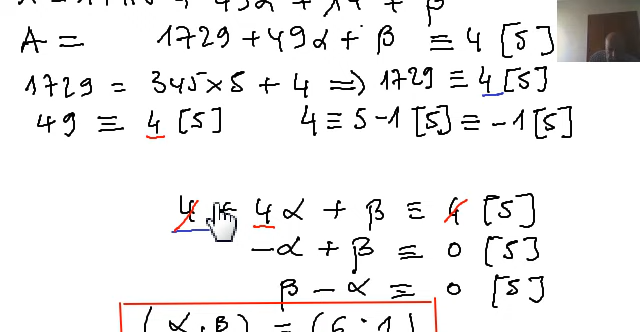 A = 1729 + 49α + β ≡ 4 [5]
1729 = 345×5 + 4 ⟹ 1729 ≡ 4 [5]
49 ≡ 4 [5] 4 ≡ 5 - 1 [5] ≡ -1 [5]
4 + 4α + β ≡ 4 [5]
-α + β ≡ 0 [5]
β - α ≡ 0 [5]